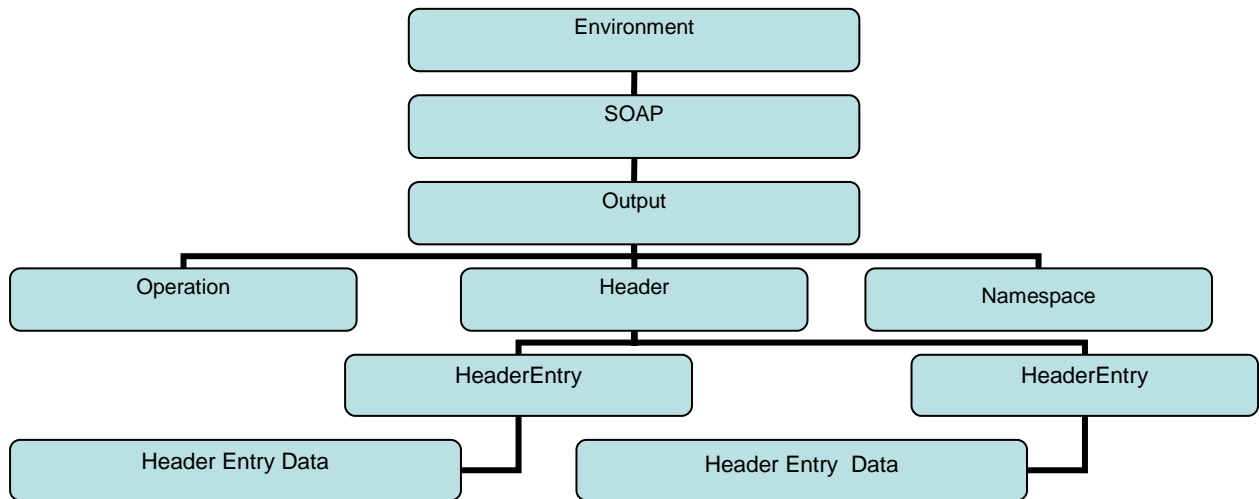 Environment
SOAP
Output
Operation
Header
Namespace
HeaderEntry
HeaderEntry
Header Entry Data
Header Entry  Data